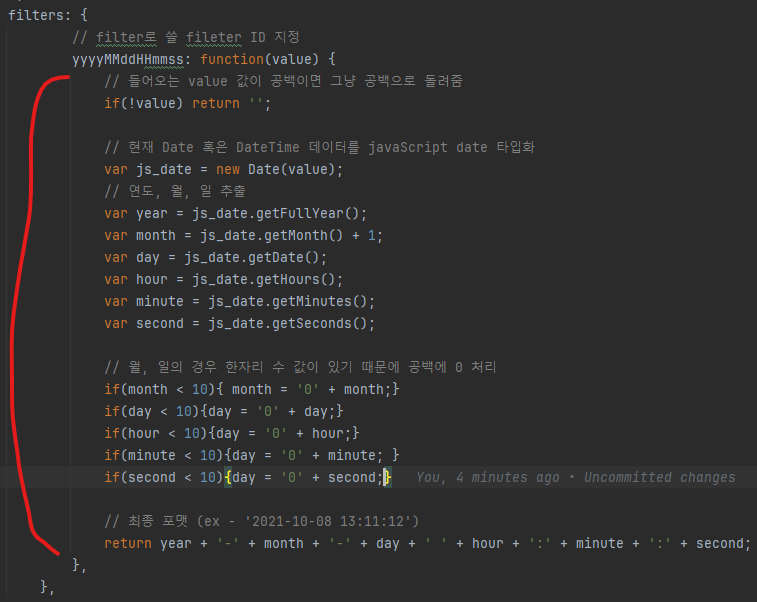 filters: {
// filter로 쓸 fileter ID 지정
yyyyMMddHHmmss: function(value) {
// 들어오는 value 값이 공백이면 그냥 공백으로 돌려줌
if(!value) return '';
// 현재 Date 혹은 DateTime 데이터를 javaScript date 타입화
var js_date = new Date(value);
// 연도, 월, 일 추출
var year = js_date.getFullYear();
var month = js_date.getMonth() + 1;
var day = js_date.getDate();
var hour = js_date.getHours();
var minute = js_date.getMinutes();
var second = js_date.getSeconds();
// 월, 일의 경우 한자리 수 값이 있기 때문에 공백에 0 처리
if(month < 10){ month = '0' + month;}
if(day < 10){day = '0' + day;}
if(hour < 10){day = '0' + hour;}
if(minute < 10){day = '0' + minute; }
if(second < 10){day = '0' + second;} You, 4 minutes ago • Uncommitted changes
// 최종 포맷 (ex - '2021-10-08 13:11:12')
return year + '-' + month + '-' + day + ' ' + hour + ':' + minute + ':' + second;
},
},